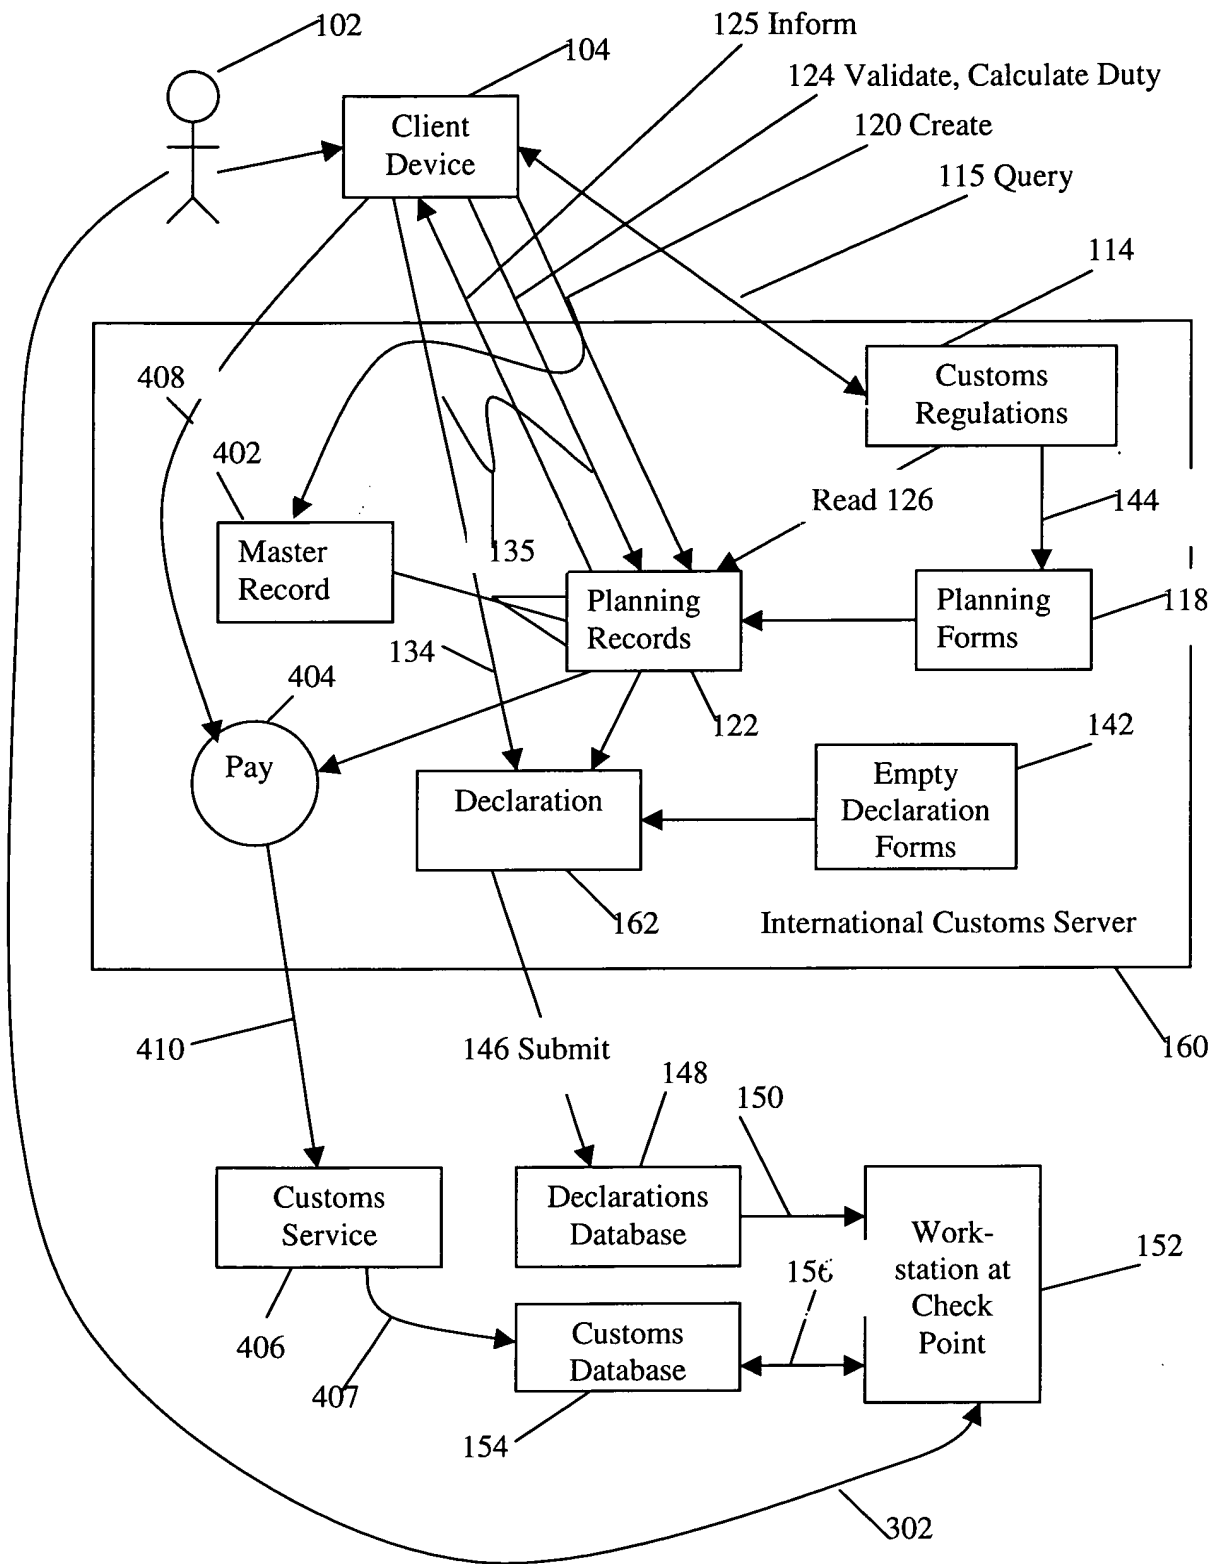 102
125 Inform
104
124 Validate, Calculate Duty
120 Create
115 Query
114
Client
Device
408
402
Customs
Regulations
Read 126
144
Master
Record
135
Planning
Records
Planning
Forms
118
134
404
122
142
Pay
Declaration
Empty
Declaration
Forms
162
International Customs Server
410
146 Submit
160
148
150
Customs
Service
Declarations
Database
Work-
station at
Check
Point
152
156
406
407
Customs
Database
154
302